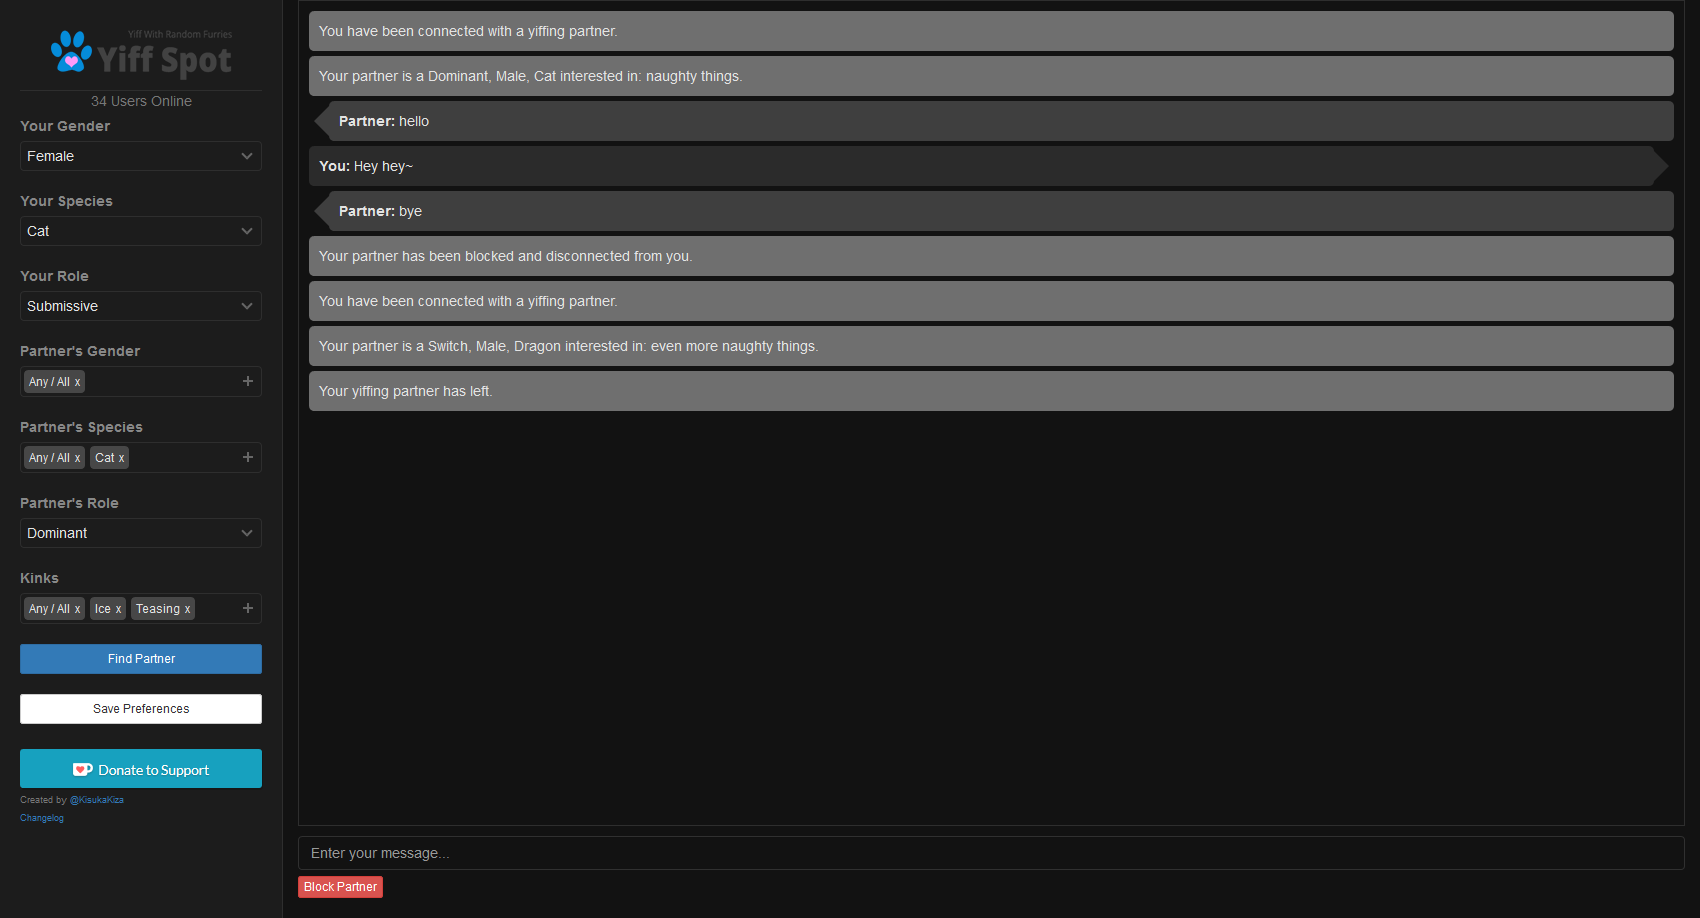 Yiff With Random Furries
Yiff Spot
34 Users Online
Your Gender
Female
Your Species
Cat
Your Role
Submissive
Partner's Gender
Any / All x
Partner's Species
Any / All x Cat x
Partner's Role
Dominant
Kinks
Any / All x Ice x Teasing x
Find Partner
Save Preferences
Donate to Support
Created by @KisukaKiza
Changelog
You have been connected with a yiffing partner.
Your partner is a Dominant, Male, Cat interested in: naughty things.
Partner: hello
You: Hey hey~
Partner: bye
Your partner has been blocked and disconnected from you.
You have been connected with a yiffing partner.
Your partner is a Switch, Male, Dragon interested in: even more naughty things.
Your yiffing partner has left.
Enter your message...
Block Partner